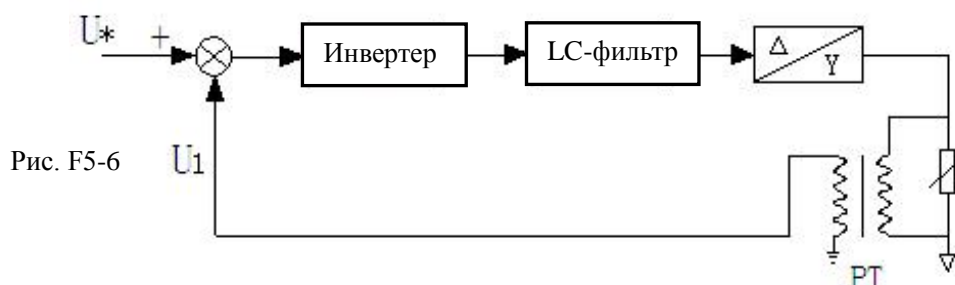 U* +
Инвертер
LC-фильтр
Δ
Y
Рис. F5-6
U1
PT